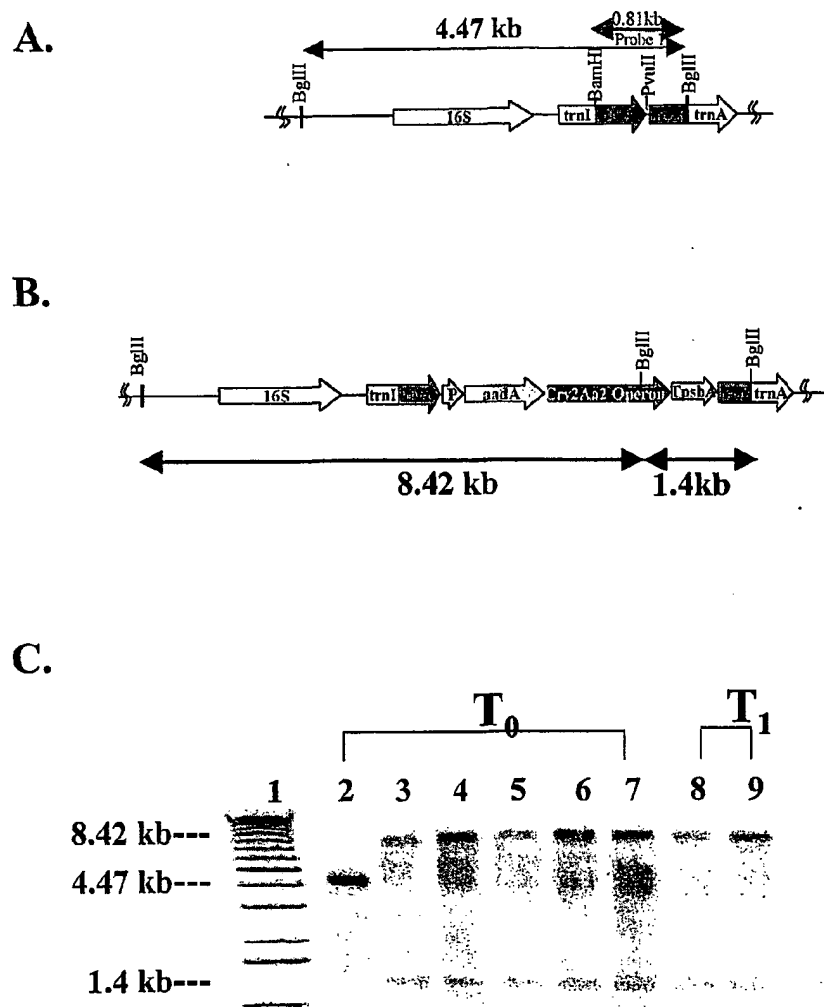 A.
0.81kb
4.47 kb
Probe 1
BglII
BamHI
PvuII
BglII
16S
trnI
trnA
B.
BglII
BglII
BglII
16S
trnI
P
aadA
Cry2Aa2 Operon
TpsbA
trnA
8.42 kb
1.4kb
C.
T0
T1
1 2 3 4 5 6 7 8 9
8.42 kb---
4.47 kb---
1.4 kb---